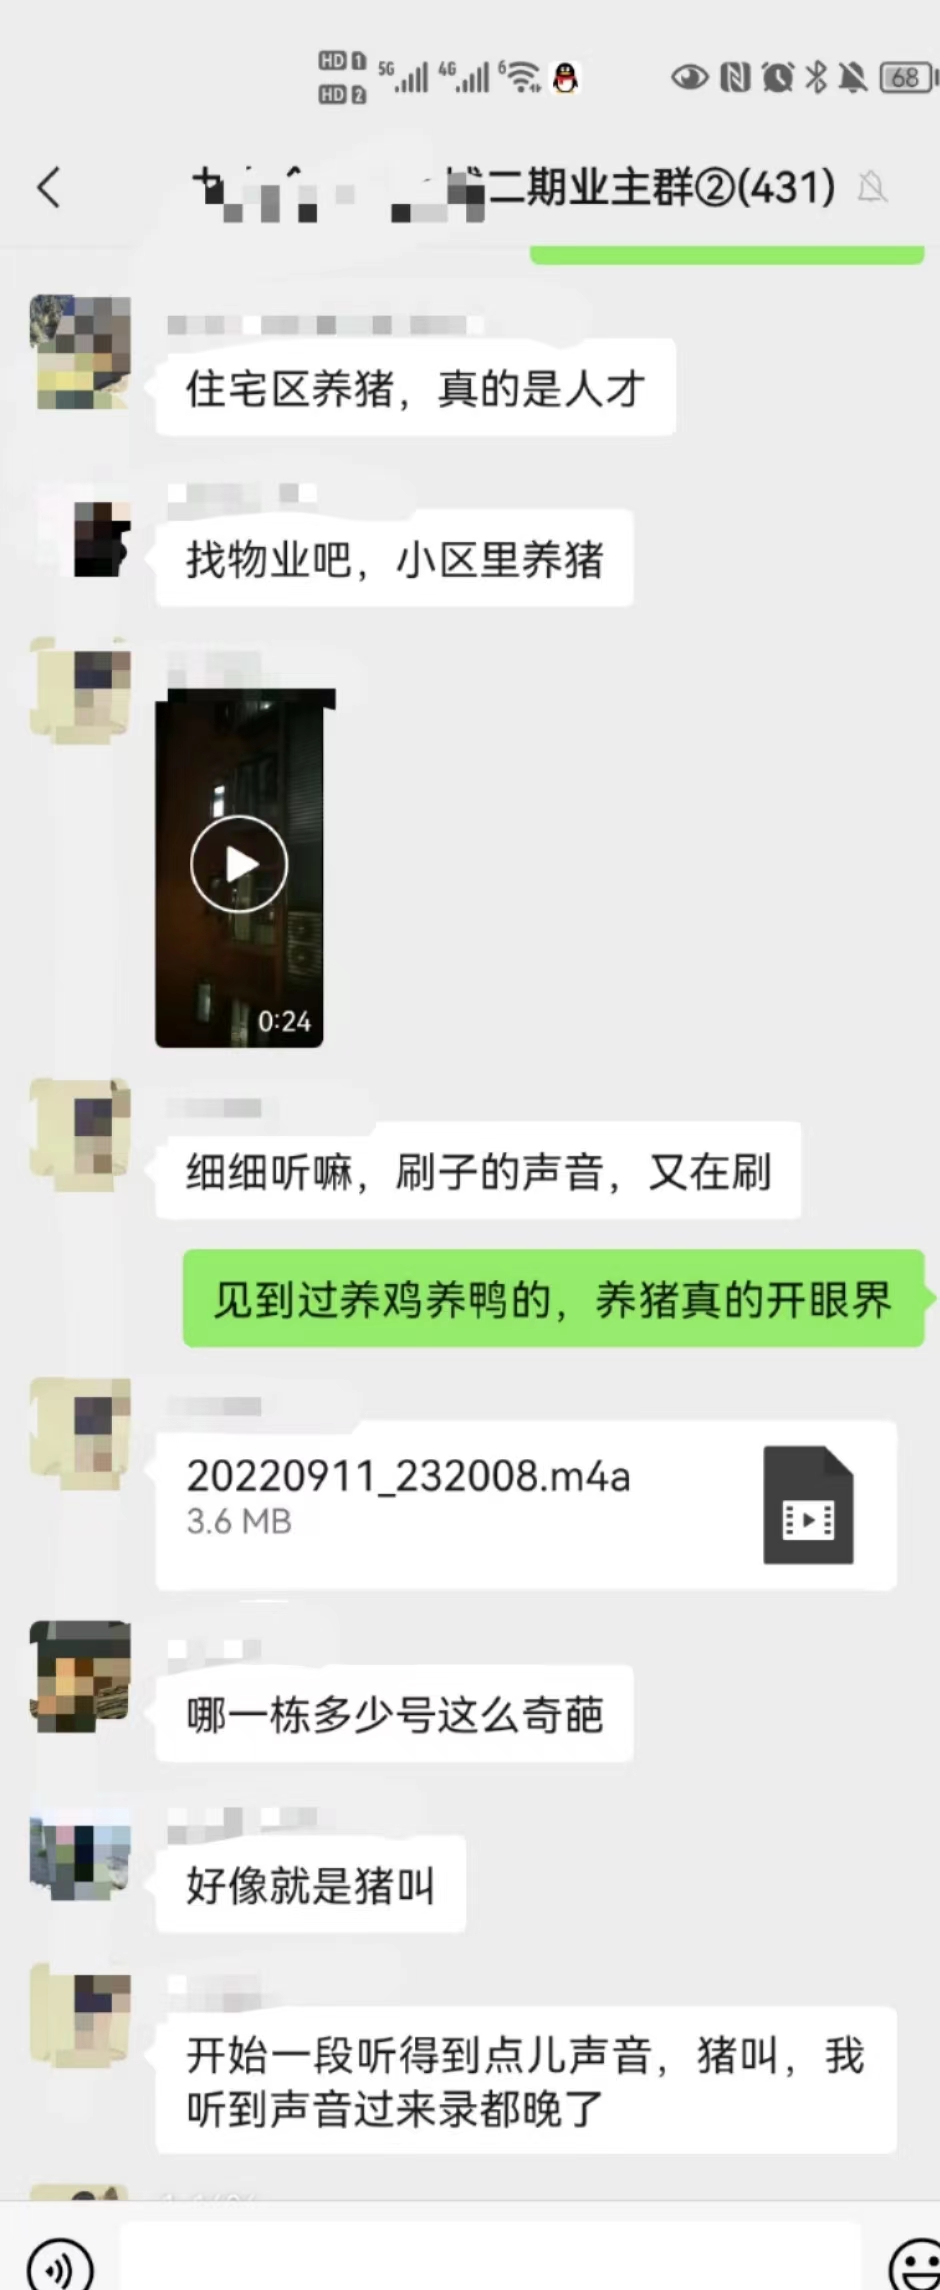 HD 1 5G 4G 6 68
HD 2
二期业主群②(431)
住宅区养猪，真的是人才
找物业吧，小区里养猪
0:24
细细听嘛，刷子的声音，又在刷
见到过养鸡养鸭的，养猪真的开眼界
20220911_232008.m4a
3.6 MB
哪一栋多少号这么奇葩
好像就是猪叫
开始一段听得到点儿声音，猪叫，我
听到声音过来录都晚了